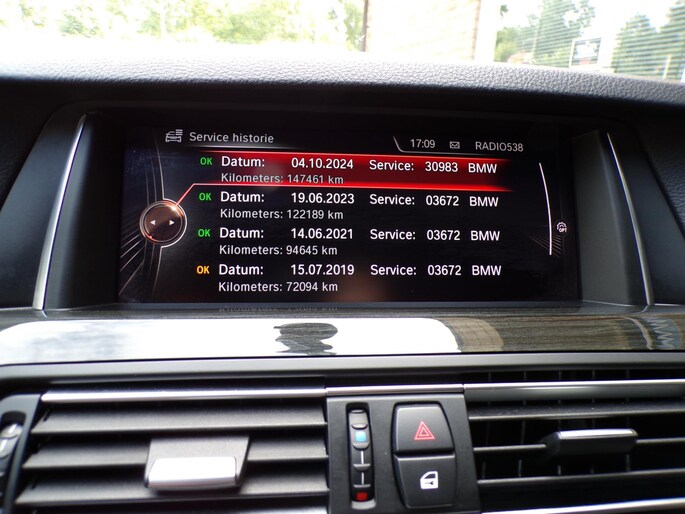 Service historie 17:09 RADIO538
OK Datum: 04.10.2024 Service: 30983 BMW
Kilometers: 147461 km
OK Datum: 19.06.2023 Service: 03672 BMW
Kilometers: 122189 km
OK Datum: 14.06.2021 Service: 03672 BMW
Kilometers: 94645 km
OK Datum: 15.07.2019 Service: 03672 BMW
Kilometers: 72094 km